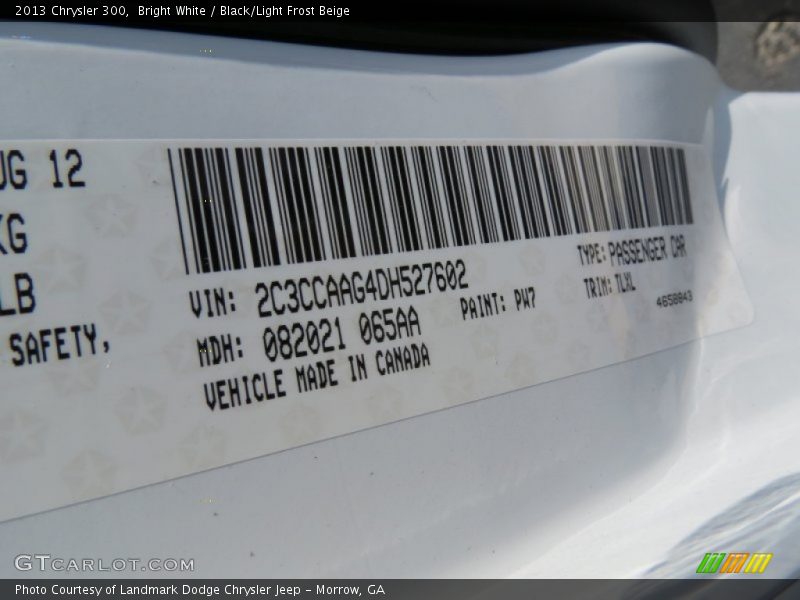 2013 Chrysler 300, Bright White / Black/Light Frost Beige
UG 12
KG
LB
SAFETY,
VIN: 2C3CCAAG4DH527602
TYPE: PASSENGER CAR
MDH: 082021 065AA
PAINT: PW7
TRIM: TLXL
4658843
VEHICLE MADE IN CANADA
GTCARLOT.COM
Photo Courtesy of Landmark Dodge Chrysler Jeep – Morrow, GA